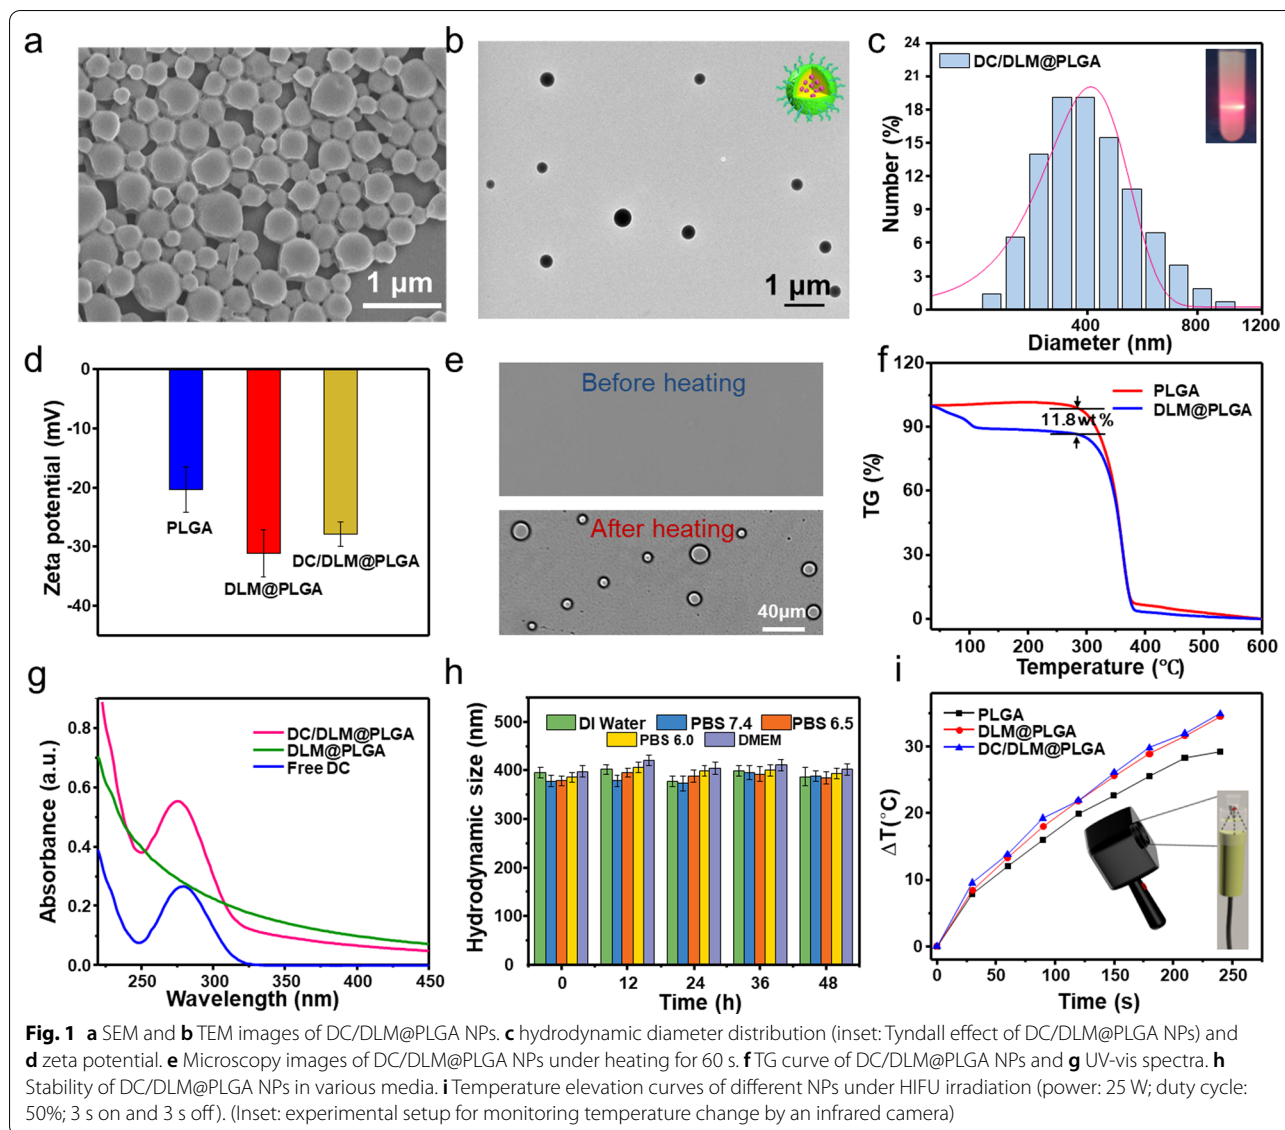 a
1 µm
b
1 µm
c
24
21
18
15
12
9
6
3
0
Number (%)
DC/DLM@PLGA
400
800
1200
Diameter (nm)
d
0
-10
-20
-30
-40
Zeta potential (mV)
PLGA
DLM@PLGA
DC/DLM@PLGA
e
Before heating
After heating
40µm
f
120
90
60
30
0
TG (%)
PLGA
DLM@PLGA
11.8 wt %
100
200
300
400
500
600
Temperature (°C)
g
0.8
0.6
0.4
0.2
0.0
Absorbance (a.u.)
DC/DLM@PLGA
DLM@PLGA
Free DC
250
300
350
400
450
Wavelength (nm)
h
500
400
300
200
100
0
Hydrodynamic size (nm)
DI Water
PBS 7.4
PBS 6.5
PBS 6.0
DMEM
0
12
24
36
48
Time (h)
i
30
20
10
0
ΔT(°C)
PLGA
DLM@PLGA
DC/DLM@PLGA
0
50
100
150
200
250
Time (s)
Fig. 1 a SEM and b TEM images of DC/DLM@PLGA NPs. c hydrodynamic diameter distribution (inset: Tyndall effect of DC/DLM@PLGA NPs) and
d zeta potential. e Microscopy images of DC/DLM@PLGA NPs under heating for 60 s. f TG curve of DC/DLM@PLGA NPs and g UV-vis spectra. h
Stability of DC/DLM@PLGA NPs in various media. i Temperature elevation curves of different NPs under HIFU irradiation (power: 25 W; duty cycle:
50%; 3 s on and 3 s off). (Inset: experimental setup for monitoring temperature change by an infrared camera)